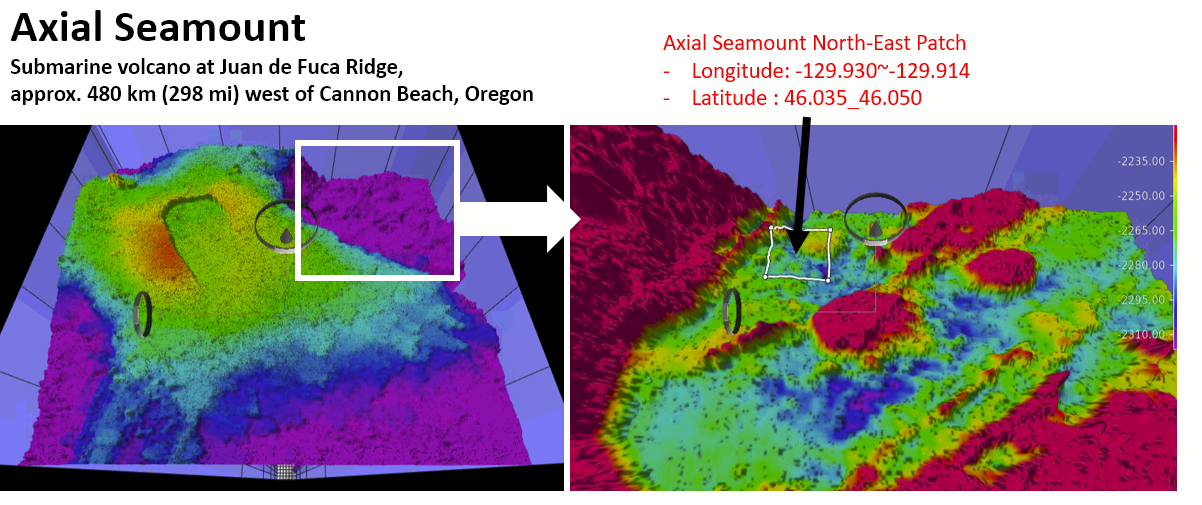 Axial Seamount
Submarine volcano at Juan de Fuca Ridge,
approx. 480 km (298 mi) west of Cannon Beach, Oregon
Axial Seamount North-East Patch
- Longitude: -129.930~-129.914
- Latitude : 46.035_46.050
-2235.00
-2250.00
-2265.00
-2280.00
-2295.00
-2310.00